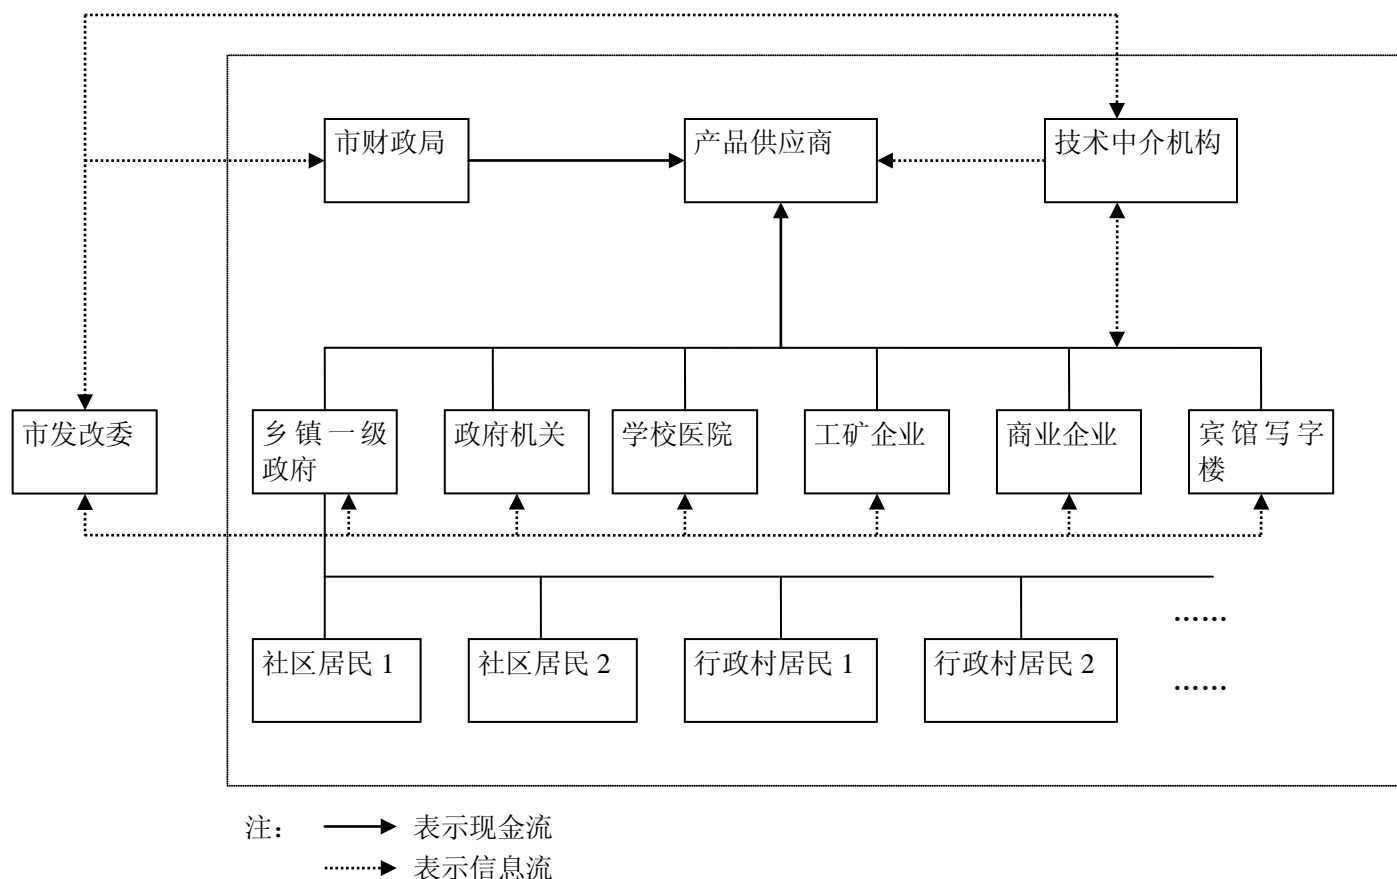 市财政局
产品供应商
技术中介机构
市发改委
乡镇一级
政府
政府机关
学校医院
工矿企业
商业企业
宾馆写字
楼
……
社区居民 1
社区居民 2
行政村居民 1
行政村居民 2
……
注：
表示现金流
表示信息流